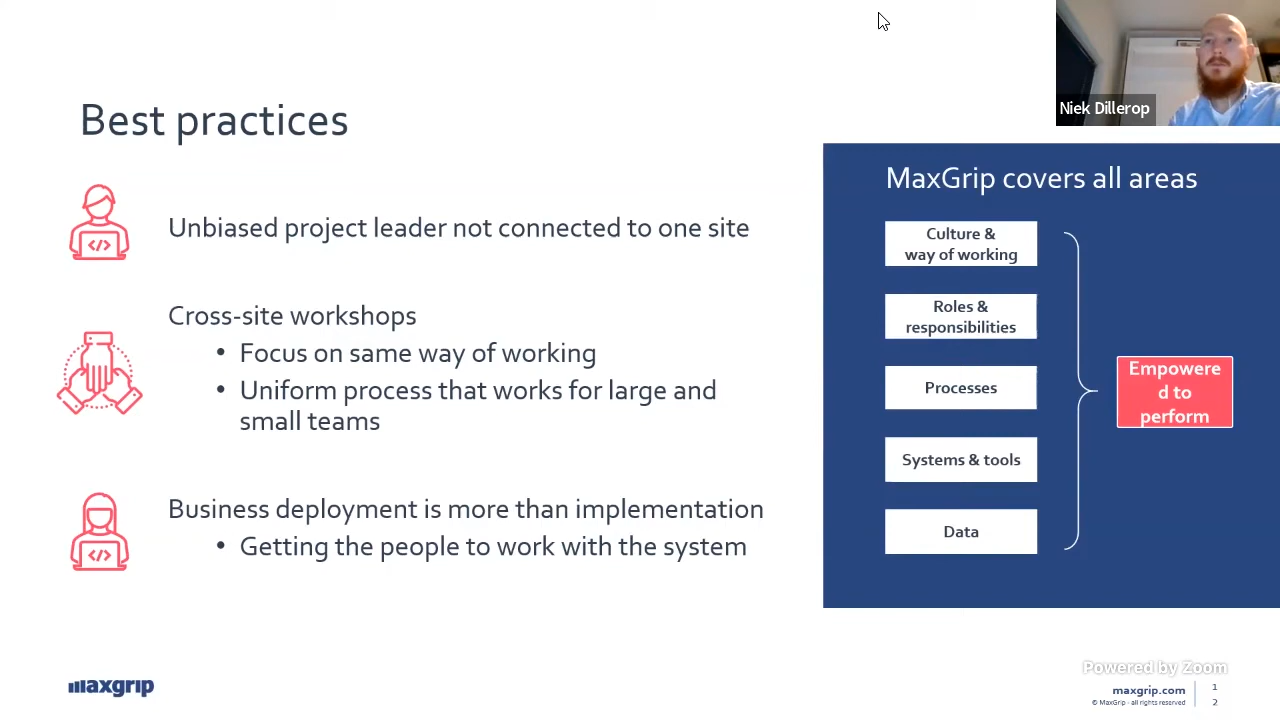 Niek Dillerop
Best practices
</>
Unbiased project leader not connected to one site
Cross-site workshops
• Focus on same way of working
• Uniform process that works for large and
small teams
</>
Business deployment is more than implementation
• Getting the people to work with the system
MaxGrip covers all areas
Culture &
way of working
Roles &
responsibilities
Processes
Systems & tools
Data
Empowere
d to
perform
maxgrip
Powered by Zoom
maxgrip.com
© MaxGrip - all rights reserved
1
2